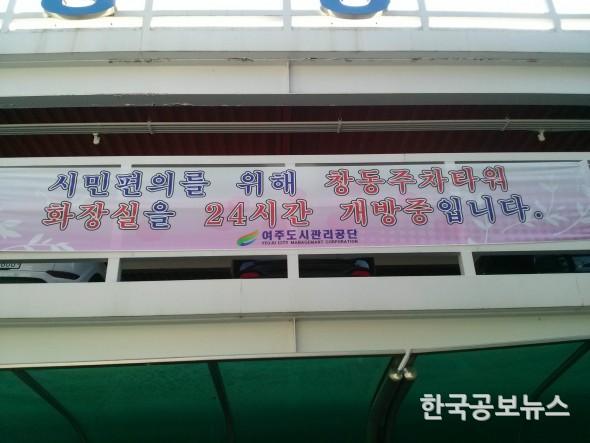 시민편의를 위해 창동주차타워
화장실을 24시간 개방중입니다.
여주도시관리공단
YEOJU CITY MANAGEMENT CORPORATION
한국공보뉴스